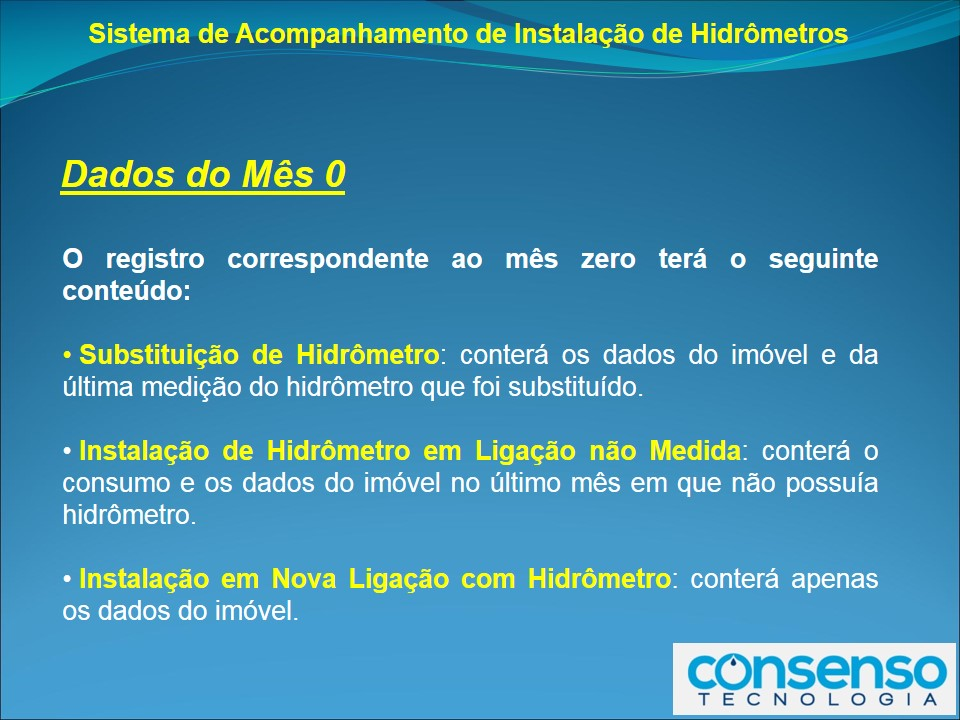 Sistema de Acompanhamento de Instalação de Hidrômetros
Dados do Mês 0
O registro correspondente ao mês zero terá o seguinte
conteúdo:
• Substituição de Hidrômetro: conterá os dados do imóvel e da
última medição do hidrômetro que foi substituído.
• Instalação de Hidrômetro em Ligação não Medida: conterá o
consumo e os dados do imóvel no último mês em que não possuía
hidrômetro.
• Instalação em Nova Ligação com Hidrômetro: conterá apenas
os dados do imóvel.
consenso
TECNOLOGIA